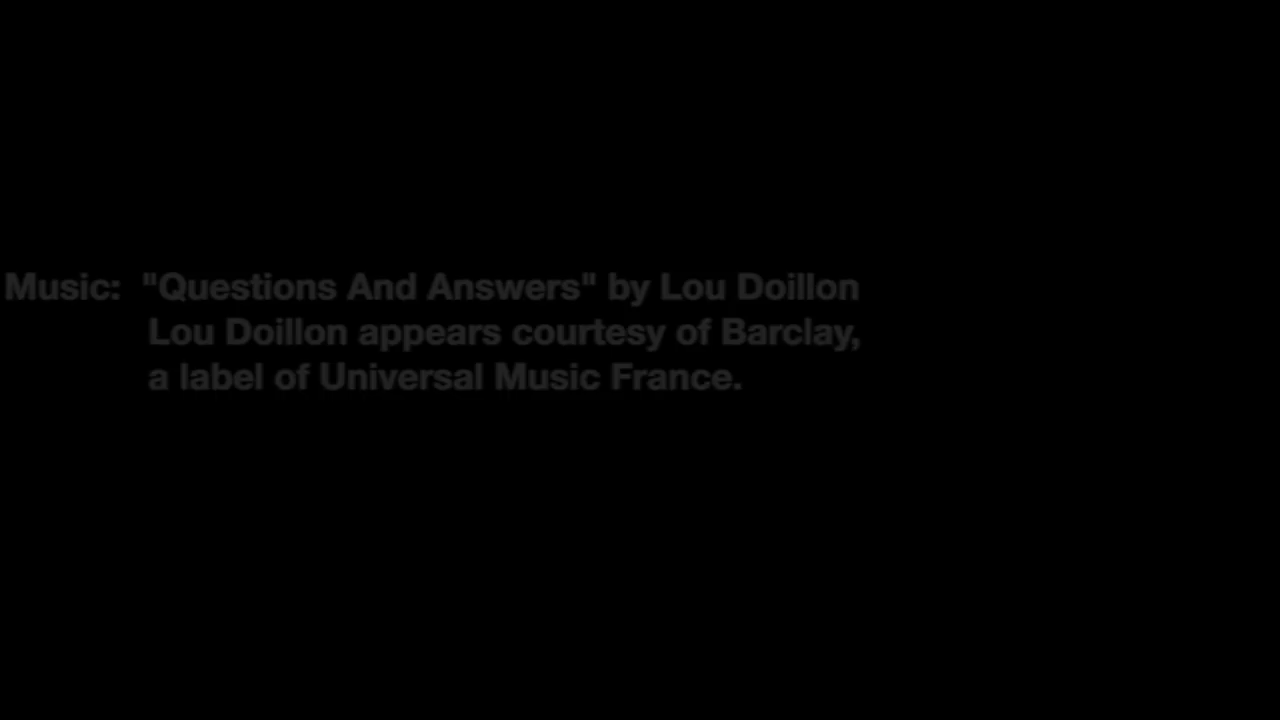 Music: "Questions And Answers" by Lou Doillon
Lou Doillon appears courtesy of Barclay,
a label of Universal Music France.